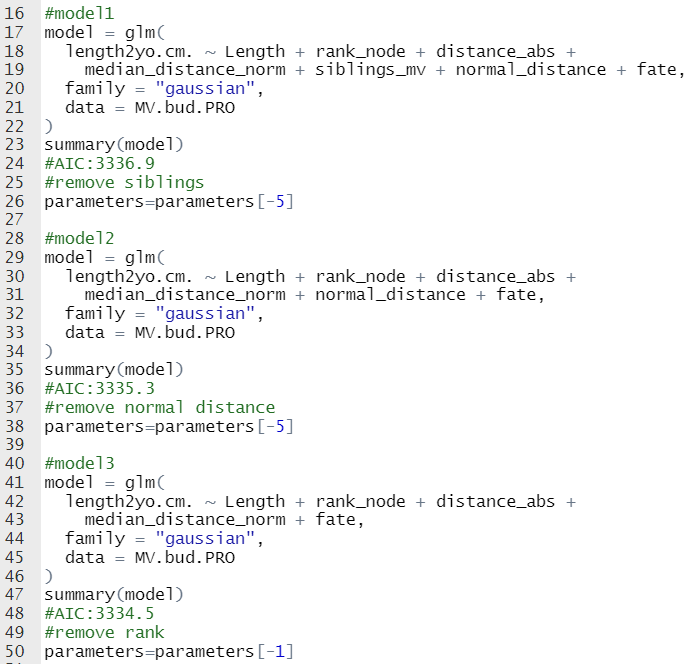 16 #model1
17 model = glm(
18   length2yo.cm. ~ Length + rank_node + distance_abs +
19     median_distance_norm + siblings_mv + normal_distance + fate,
20   family = "gaussian",
21   data = MV.bud.PRO
22 )
23 summary(model)
24 #AIC:3336.9
25 #remove siblings
26 parameters=parameters[-5]
27
28 #model2
29 model = glm(
30   length2yo.cm. ~ Length + rank_node + distance_abs +
31     median_distance_norm + normal_distance + fate,
32   family = "gaussian",
33   data = MV.bud.PRO
34 )
35 summary(model)
36 #AIC:3335.3
37 #remove normal distance
38 parameters=parameters[-5]
39
40 #model3
41 model = glm(
42   length2yo.cm. ~ Length + rank_node + distance_abs +
43     median_distance_norm + fate,
44   family = "gaussian",
45   data = MV.bud.PRO
46 )
47 summary(model)
48 #AIC:3334.5
49 #remove rank
50 parameters=parameters[-1]